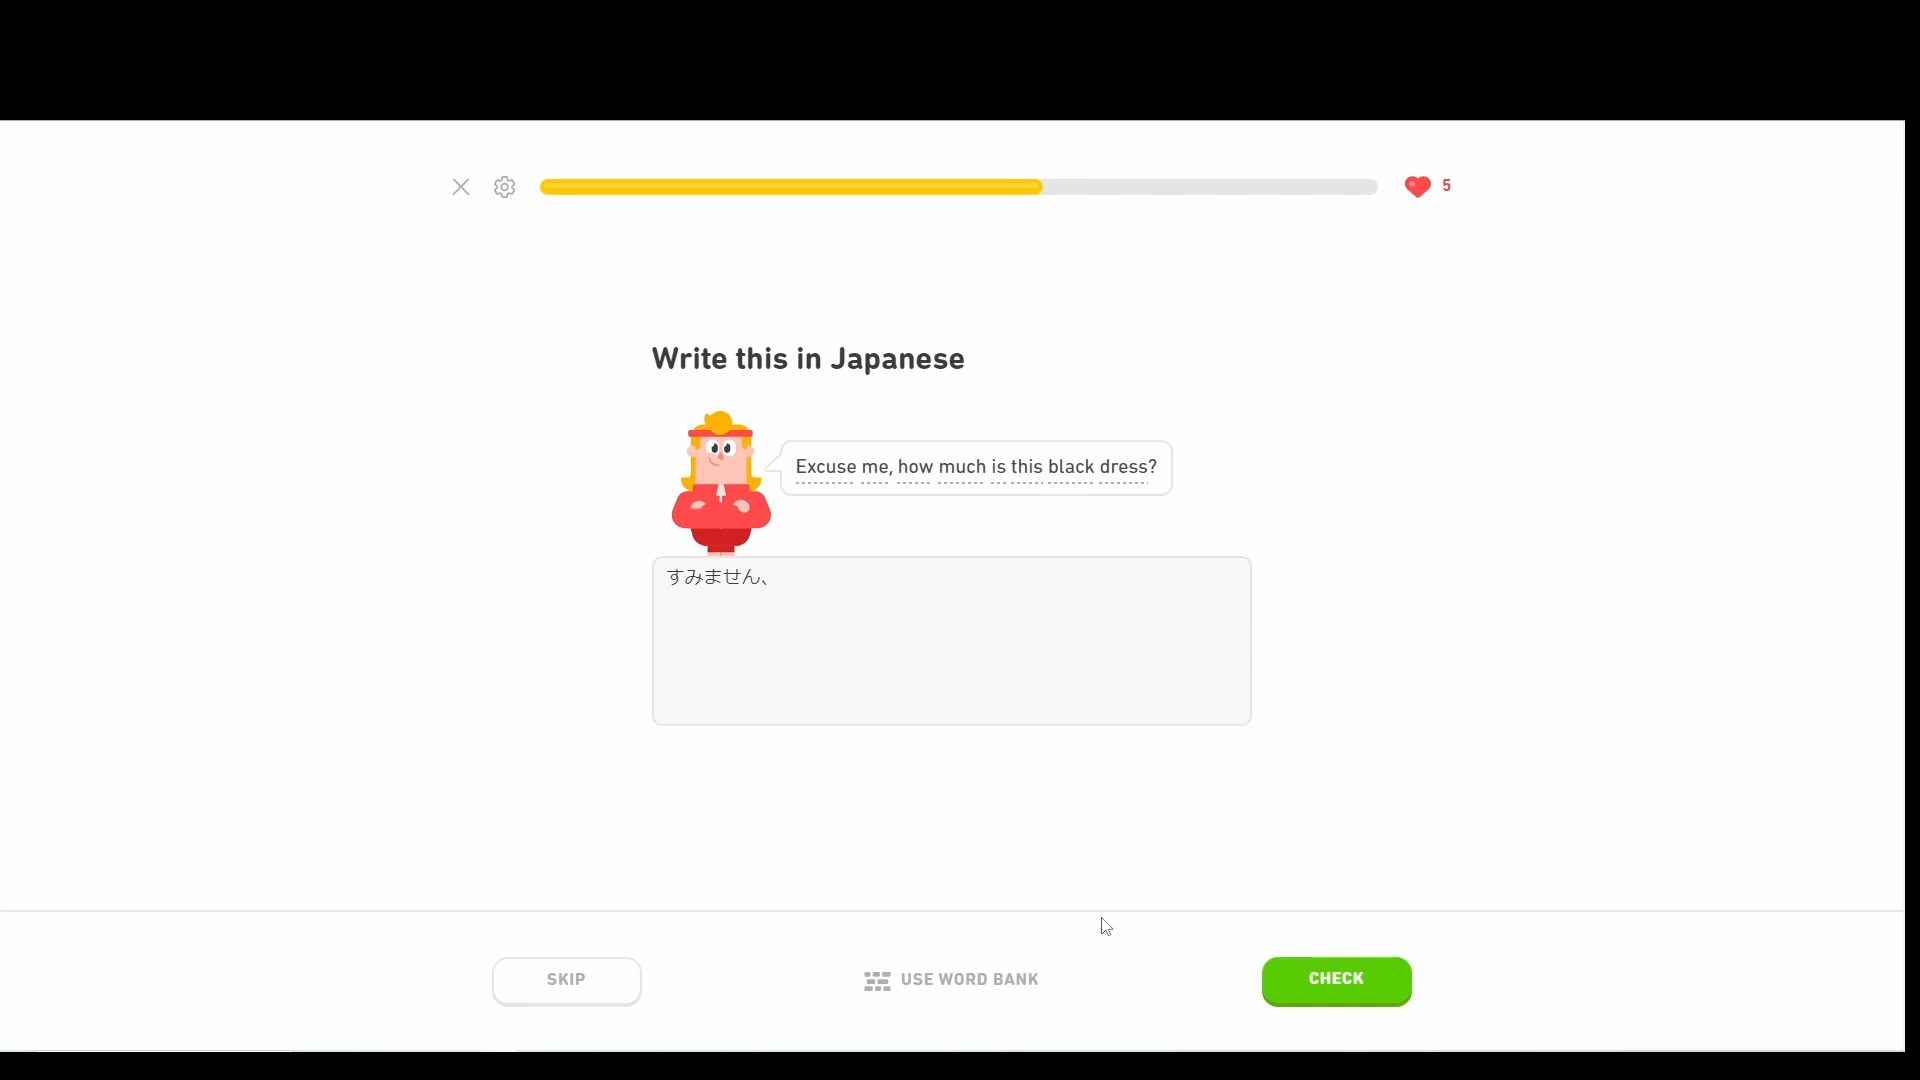 5
Write this in Japanese
Excuse me, how much is this black dress?
すみません、
SKIP
USE WORD BANK
CHECK